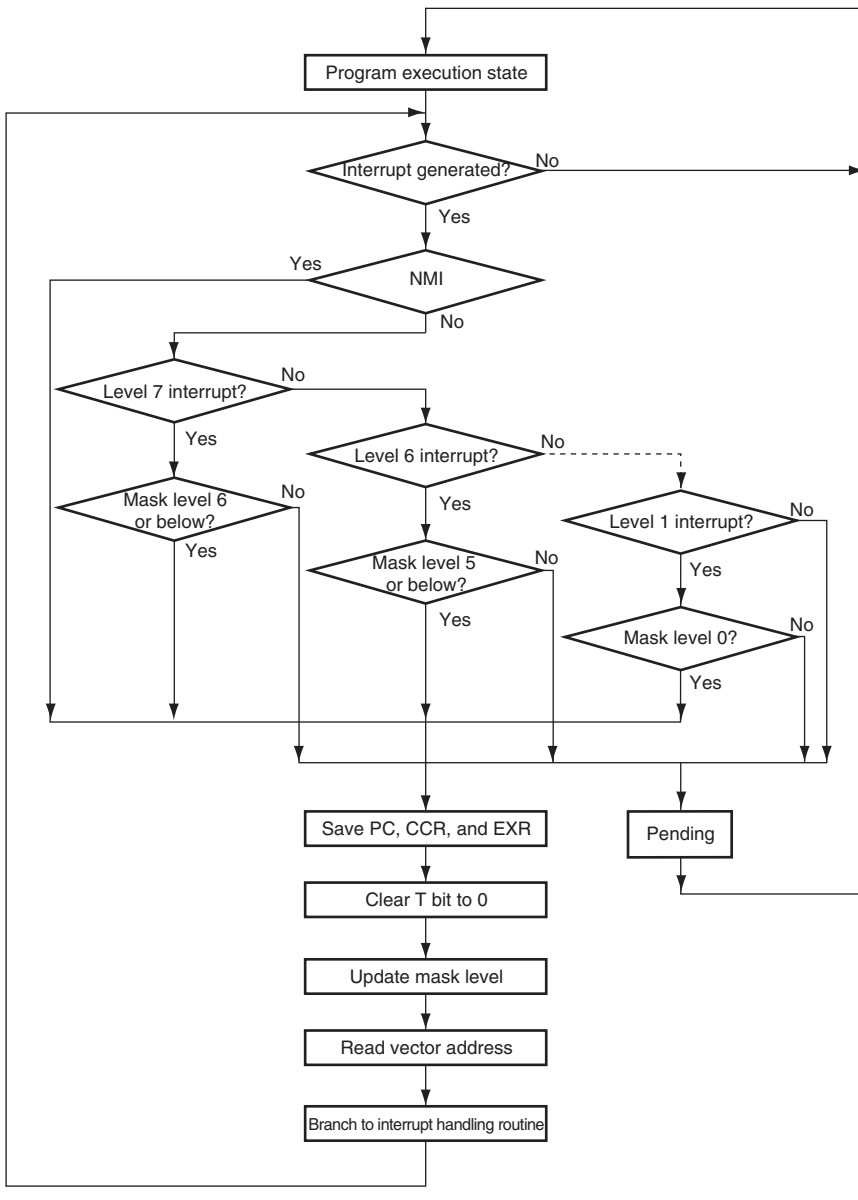 Program execution state
Interrupt generated?
No
Yes
Yes
NMI
No
Level 7 interrupt?
No
Yes
Level 6 interrupt?
No
Mask level 6
or below?
No
Yes
Yes
Level 1 interrupt?
No
Mask level 5
or below?
No
Yes
Yes
Mask level 0?
No
Yes
Save PC, CCR, and EXR
Pending
Clear T bit to 0
Update mask level
Read vector address
Branch to interrupt handling routine